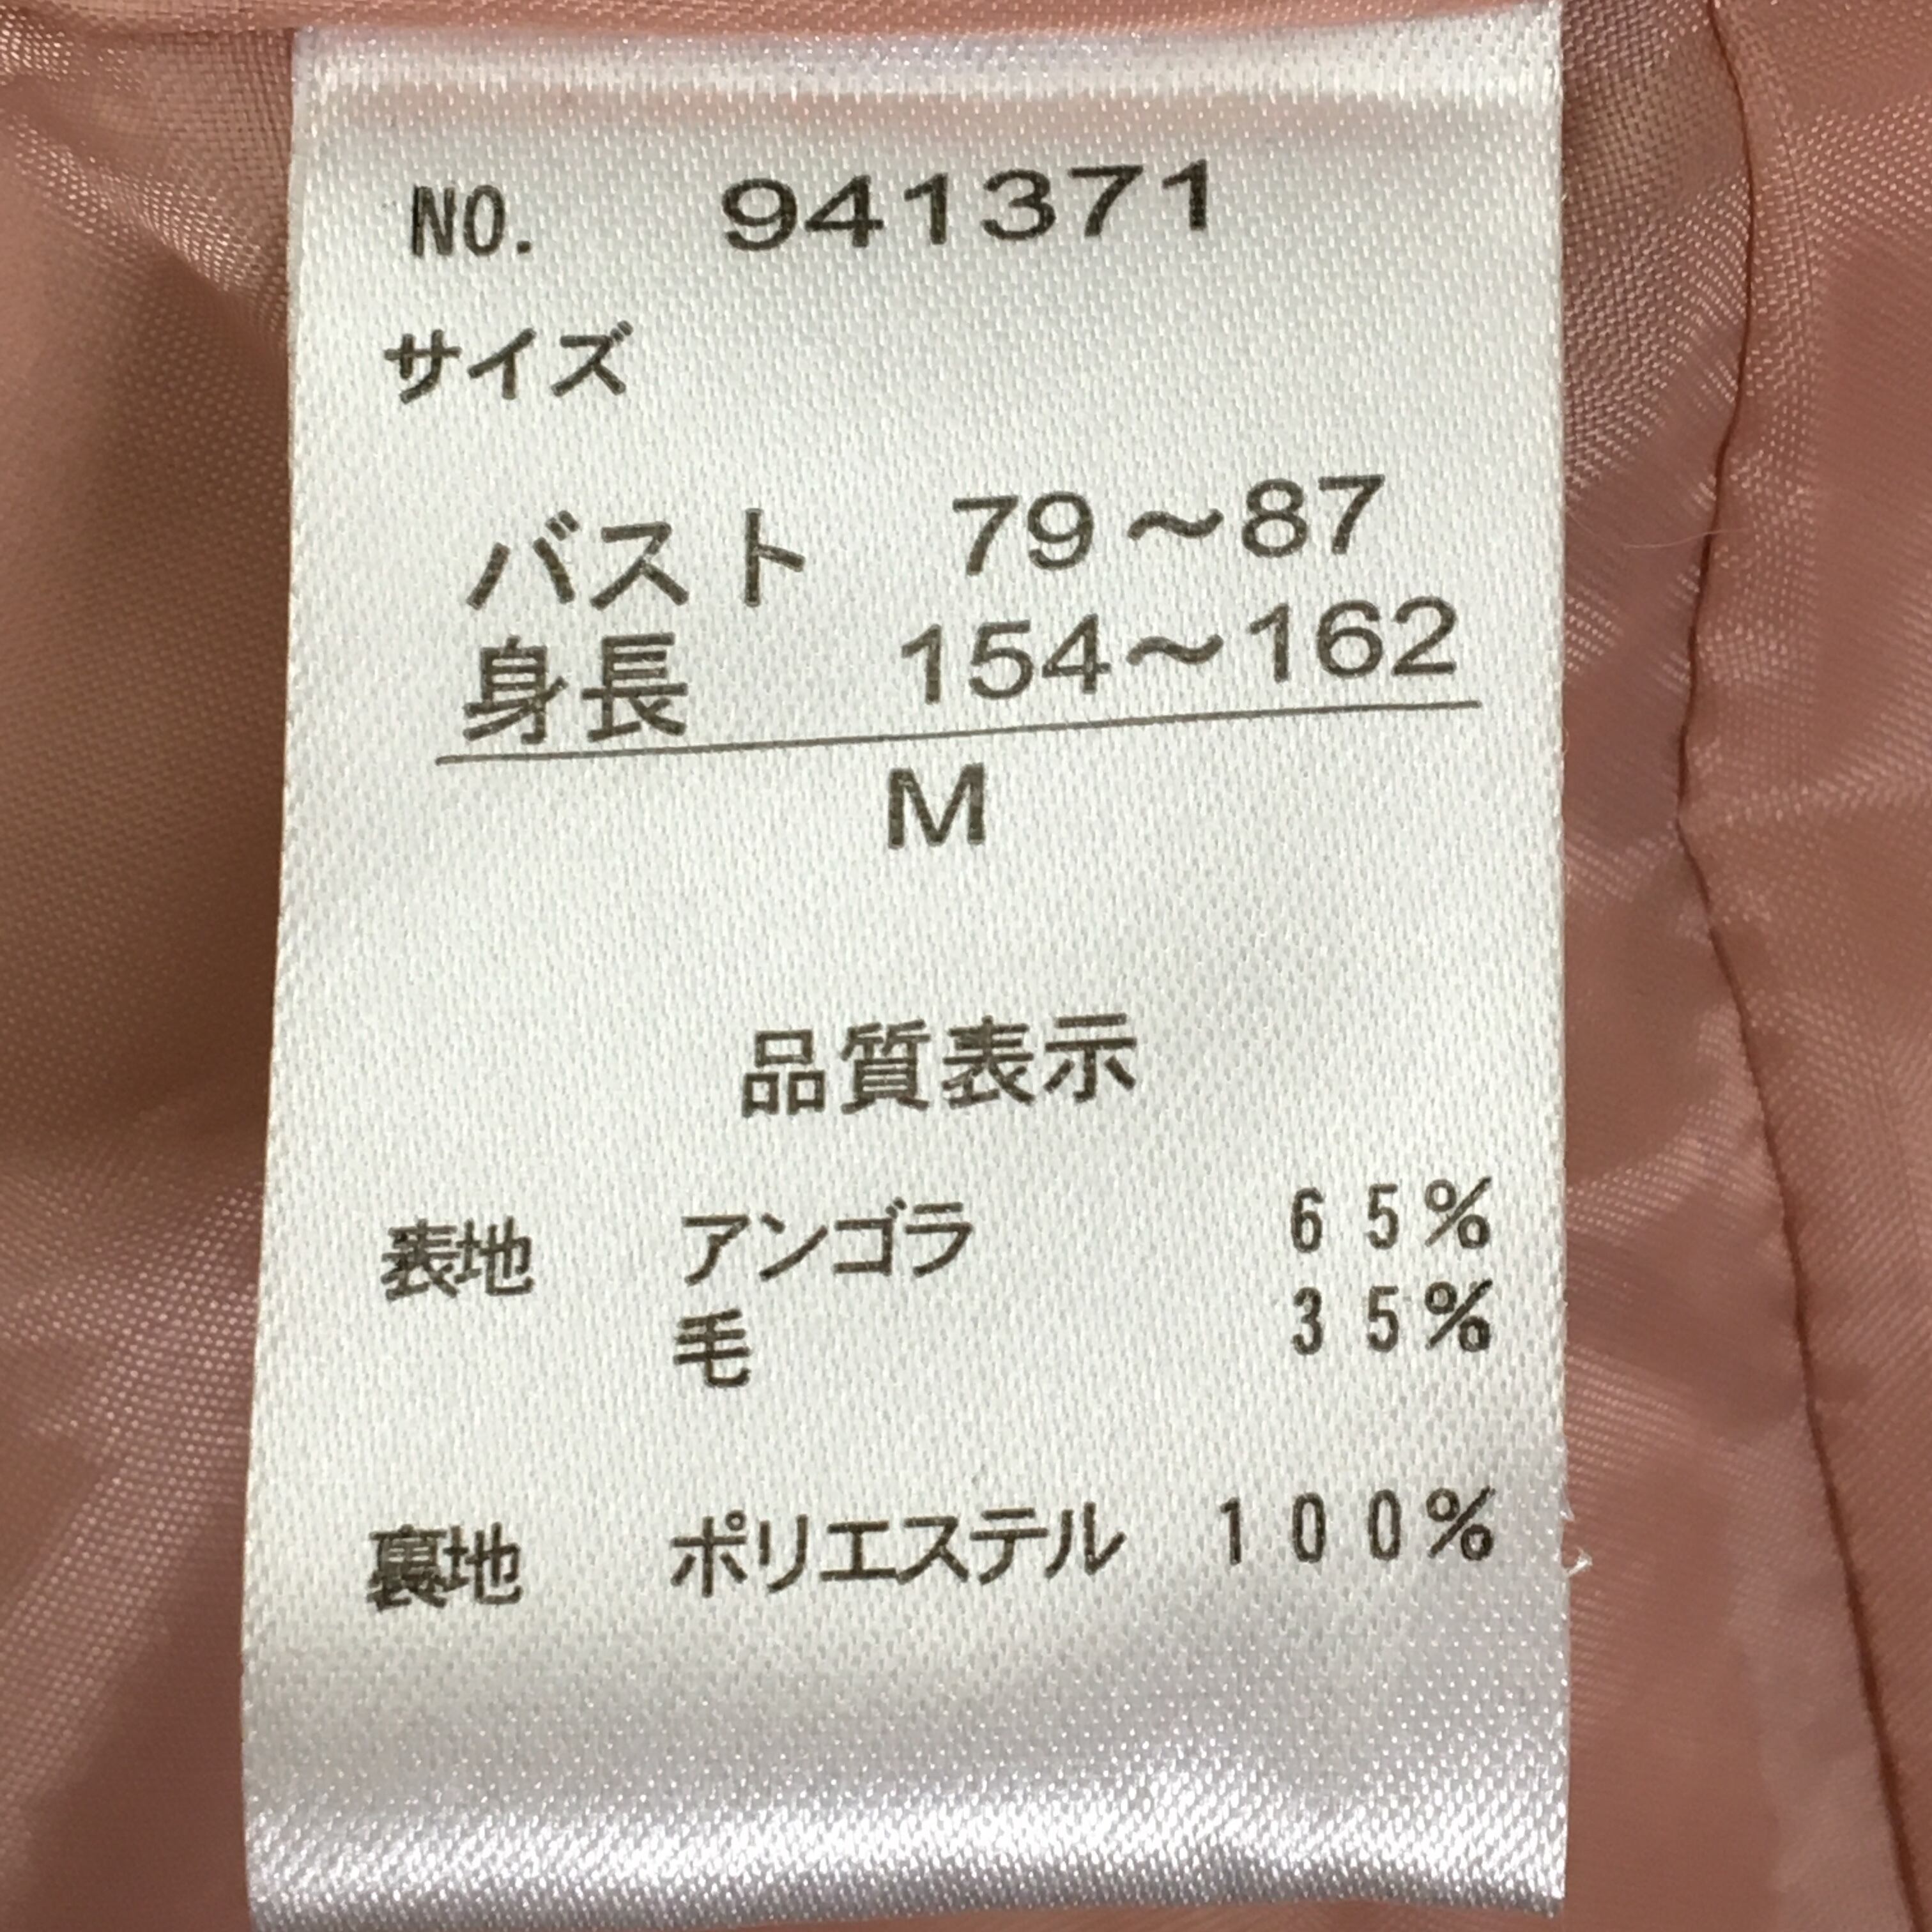 NO. 941371
サイズ
バスト 79～87
身長 154～162
M
品質表示
表地 アンゴラ 65%
毛 35%
裏地 ポリエステル 100%